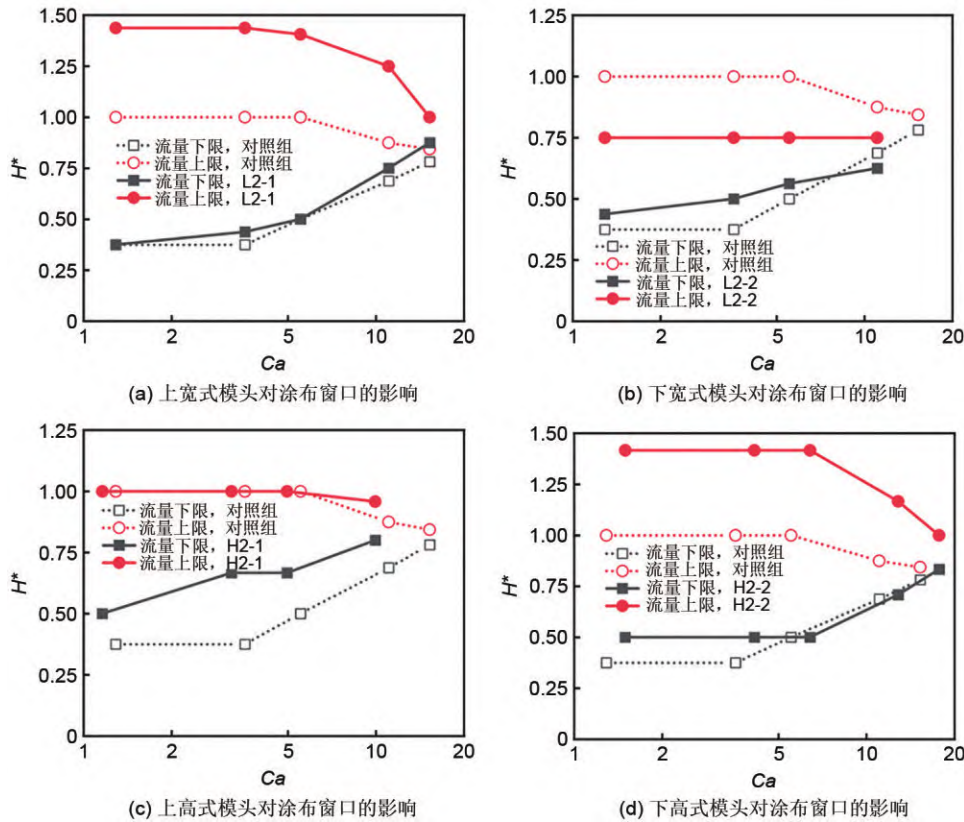 1.50
1.25
1.00
0.75
0.50
0.25
0
H*
流量下限，对照组
流量上限，对照组
流量下限，L2-1
流量上限，L2-1
1
2
5
10
20
Ca
(a) 上宽式模头对涂布窗口的影响
1.25
1.00
0.75
0.50
0.25
0
H*
流量下限，对照组
流量上限，对照组
流量下限，L2-2
流量上限，L2-2
1
2
5
10
20
Ca
(b) 下宽式模头对涂布窗口的影响
1.25
1.00
0.75
0.50
0.25
0
H*
流量下限，对照组
流量上限，对照组
流量下限，H2-1
流量上限，H2-1
1
2
5
10
20
Ca
(c) 上高式模头对涂布窗口的影响
1.50
1.25
1.00
0.75
0.50
0.25
0
H*
流量下限，对照组
流量上限，对照组
流量下限，H2-2
流量上限，H2-2
1
2
5
10
20
Ca
(d) 下高式模头对涂布窗口的影响